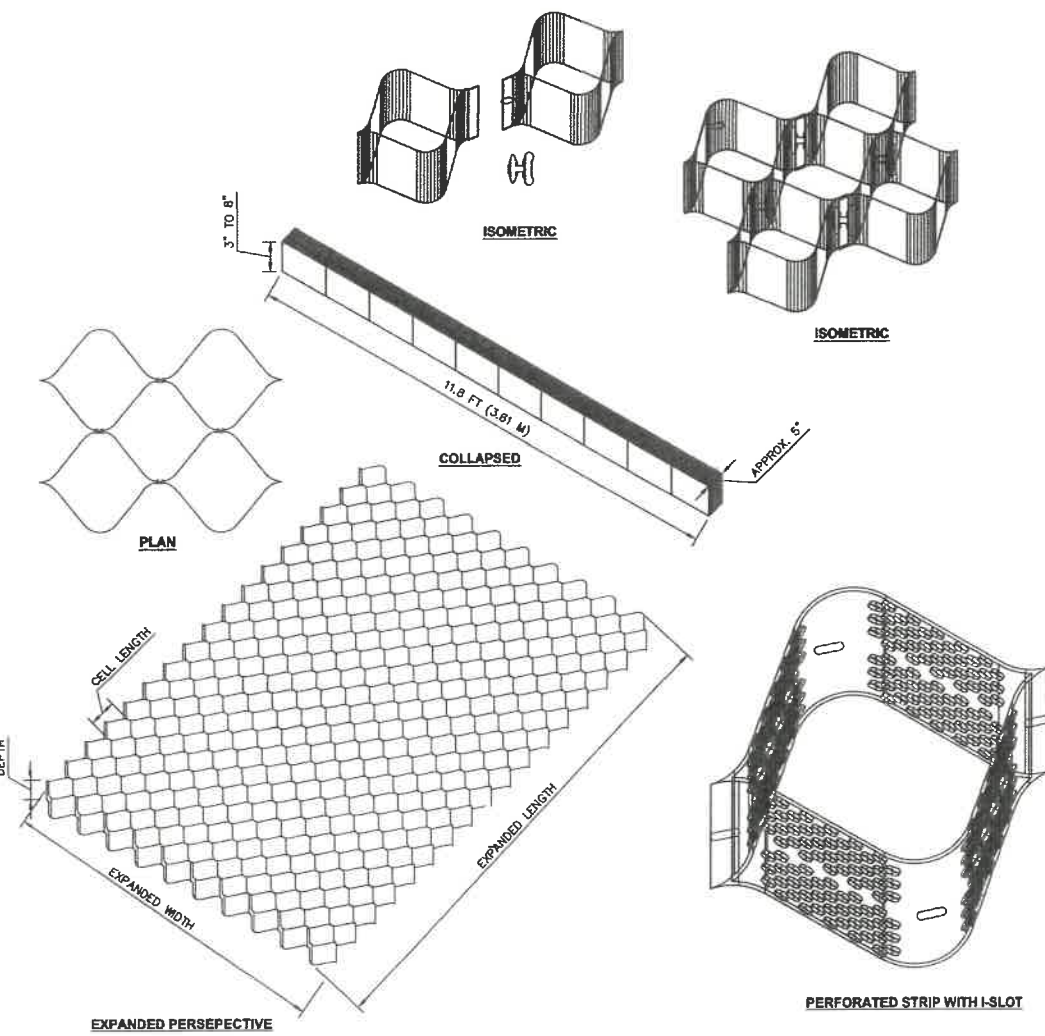 ISOMETRIC
ISOMETRIC
3" TO 8"
11.8 FT (3.61 M)
APPROX. 5"
COLLAPSED
PLAN
CELL LENGTH
DEPTH
EXPANDED WIDTH
EXPANDED LENGTH
EXPANDED PERSEPECTIVE
PERFORATED STRIP WITH I-SLOT